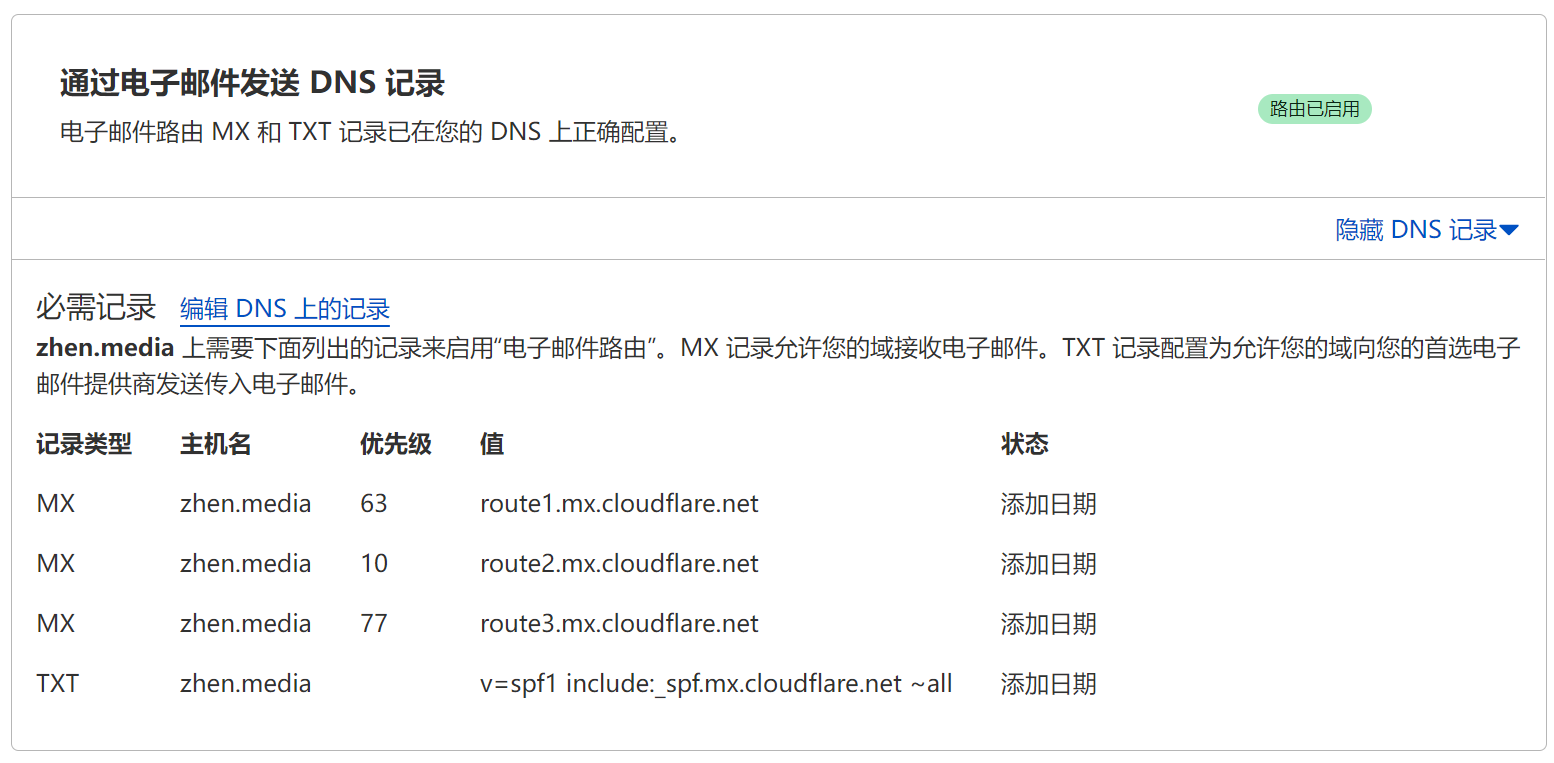 通过电子邮件发送 DNS 记录
电子邮件路由 MX 和 TXT 记录已在您的 DNS 上正确配置。
路由已启用
隐藏 DNS 记录
必需记录 编辑 DNS 上的记录
zhen.media 上需要下面列出的记录来启用“电子邮件路由”。MX 记录允许您的域接收电子邮件。TXT 记录配置为允许您的域向您的首选电子
邮件提供商发送传入电子邮件。
记录类型 主机名 优先级 值 状态
MX zhen.media 63 route1.mx.cloudflare.net 添加日期
MX zhen.media 10 route2.mx.cloudflare.net 添加日期
MX zhen.media 77 route3.mx.cloudflare.net 添加日期
TXT zhen.media v=spf1 include:_spf.mx.cloudflare.net ~all 添加日期